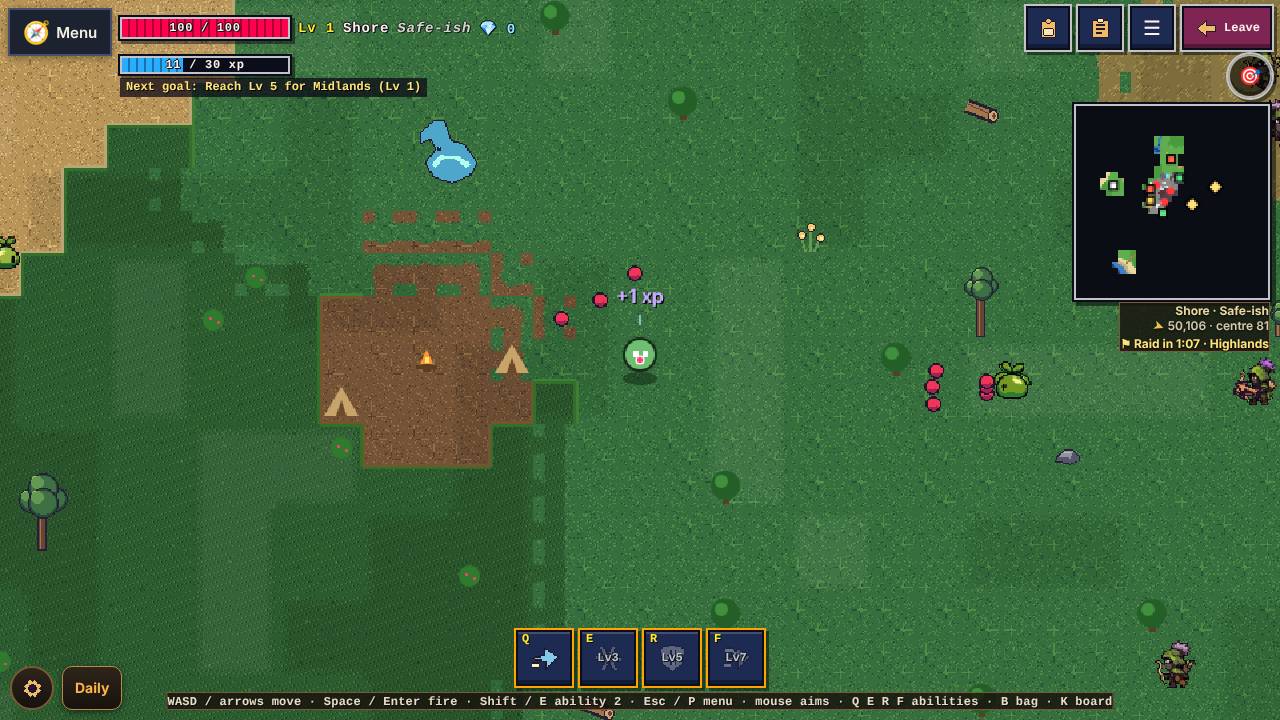 Menu
100 / 100
Lv 1 Shore Safe-ish 0
11 / 30 xp
Next goal: Reach Lv 5 for Midlands (Lv 1)
Leave
+1 xp
Shore · Safe-ish
50,106 · centre 81
Raid in 1:07 · Highlands
Q
E
R
F
Lv3
Lv5
Lv7
Daily
WASD / arrows move · Space / Enter fire · Shift / E ability 2 · Esc / P menu · mouse aims · Q E R F abilities · B bag · K board